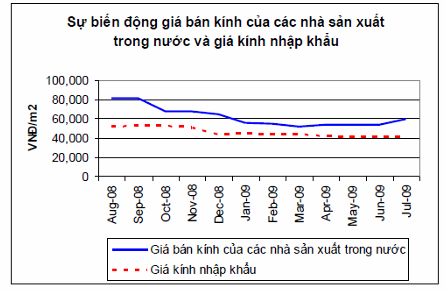 Sự biến động giá bán kính của các nhà sản xuất
trong nước và giá kính nhập khẩu
VNĐ/m2
100,000
80,000
60,000
40,000
20,000
0
Aug-08
Sep-08
Oct-08
Nov-08
Dec-08
Jan-09
Feb-09
Mar-09
Apr-09
May-09
Jun-09
Jul-09
Giá bán kính của các nhà sản xuất trong nước
Giá kính nhập khẩu